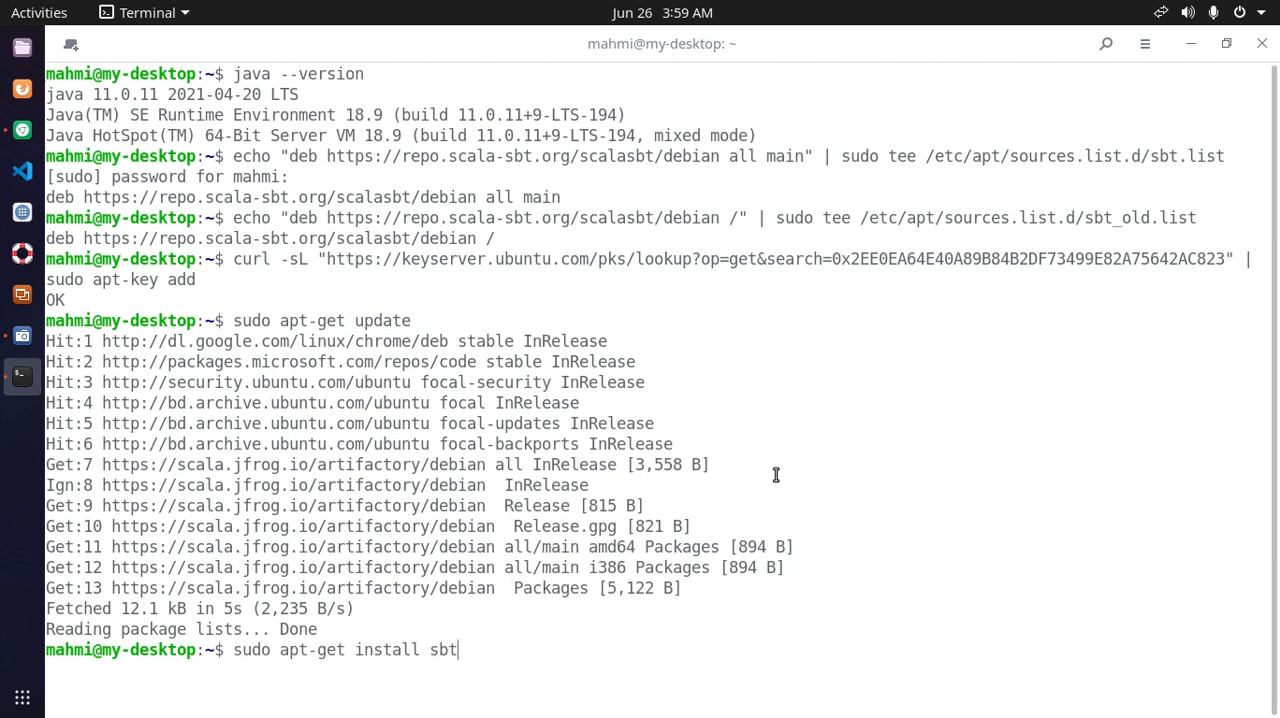 Activities
Terminal
Jun 26 3:59 AM
mahmi@my-desktop: ~
mahmi@my-desktop:~$ java --version
java 11.0.11 2021-04-20 LTS
Java(TM) SE Runtime Environment 18.9 (build 11.0.11+9-LTS-194)
Java HotSpot(TM) 64-Bit Server VM 18.9 (build 11.0.11+9-LTS-194, mixed mode)
mahmi@my-desktop:~$ echo "deb https://repo.scala-sbt.org/scalasbt/debian all main" | sudo tee /etc/apt/sources.list.d/sbt.list
[sudo] password for mahmi:
deb https://repo.scala-sbt.org/scalasbt/debian all main
mahmi@my-desktop:~$ echo "deb https://repo.scala-sbt.org/scalasbt/debian /" | sudo tee /etc/apt/sources.list.d/sbt_old.list
deb https://repo.scala-sbt.org/scalasbt/debian /
mahmi@my-desktop:~$ curl -sL "https://keyserver.ubuntu.com/pks/lookup?op=get&search=0x2EE0EA64E40A89B84B2DF73499E82A75642AC823" |
sudo apt-key add
OK
mahmi@my-desktop:~$ sudo apt-get update
Hit:1 http://dl.google.com/linux/chrome/deb stable InRelease
Hit:2 http://packages.microsoft.com/repos/code stable InRelease
Hit:3 http://security.ubuntu.com/ubuntu focal-security InRelease
Hit:4 http://bd.archive.ubuntu.com/ubuntu focal InRelease
Hit:5 http://bd.archive.ubuntu.com/ubuntu focal-updates InRelease
Hit:6 http://bd.archive.ubuntu.com/ubuntu focal-backports InRelease
Get:7 https://scala.jfrog.io/artifactory/debian all InRelease [3,558 B]
Ign:8 https://scala.jfrog.io/artifactory/debian  InRelease
Get:9 https://scala.jfrog.io/artifactory/debian  Release [815 B]
Get:10 https://scala.jfrog.io/artifactory/debian  Release.gpg [821 B]
Get:11 https://scala.jfrog.io/artifactory/debian all/main amd64 Packages [894 B]
Get:12 https://scala.jfrog.io/artifactory/debian all/main i386 Packages [894 B]
Get:13 https://scala.jfrog.io/artifactory/debian  Packages [5,122 B]
Fetched 12.1 kB in 5s (2,235 B/s)
Reading package lists... Done
mahmi@my-desktop:~$ sudo apt-get install sbt